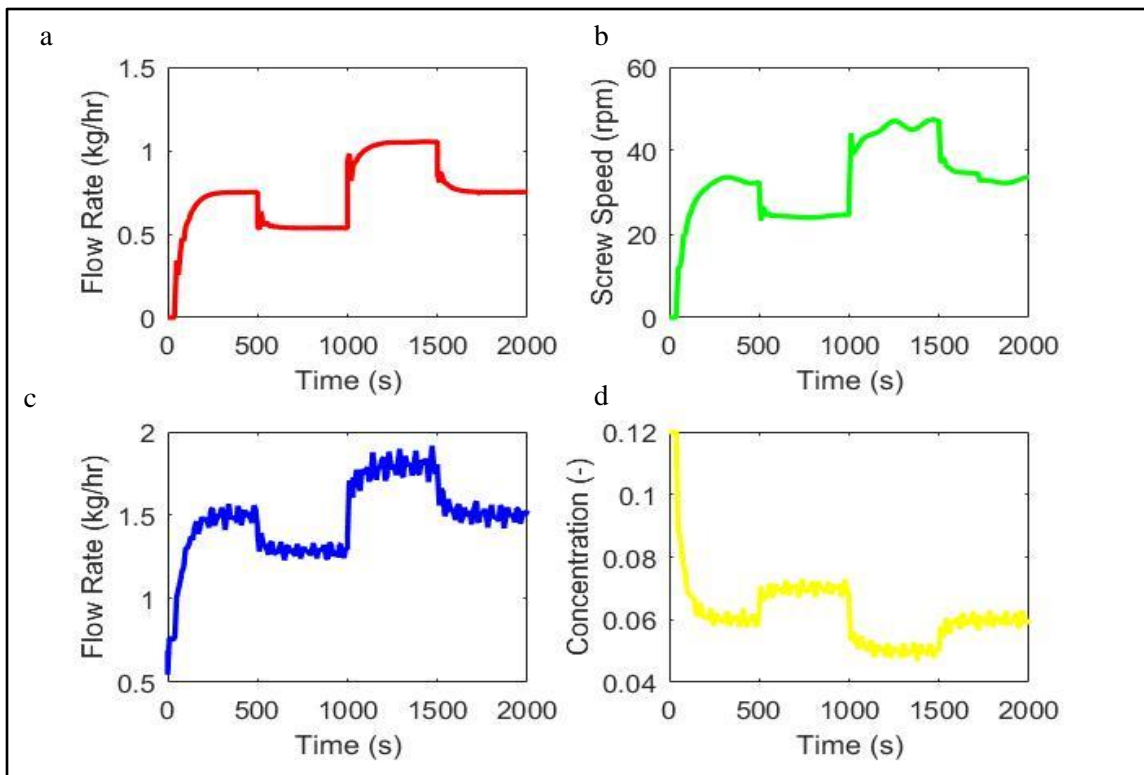 a
1.5
1
0.5
0
Flow Rate (kg/hr)
0 500 1000 1500 2000
Time (s)
b
60
40
20
0
Screw Speed (rpm)
0 500 1000 1500 2000
Time (s)
c
2
1.5
1
0.5
Flow Rate (kg/hr)
0 500 1000 1500 2000
Time (s)
d
0.12
0.1
0.08
0.06
0.04
Concentration (-)
0 500 1000 1500 2000
Time (s)